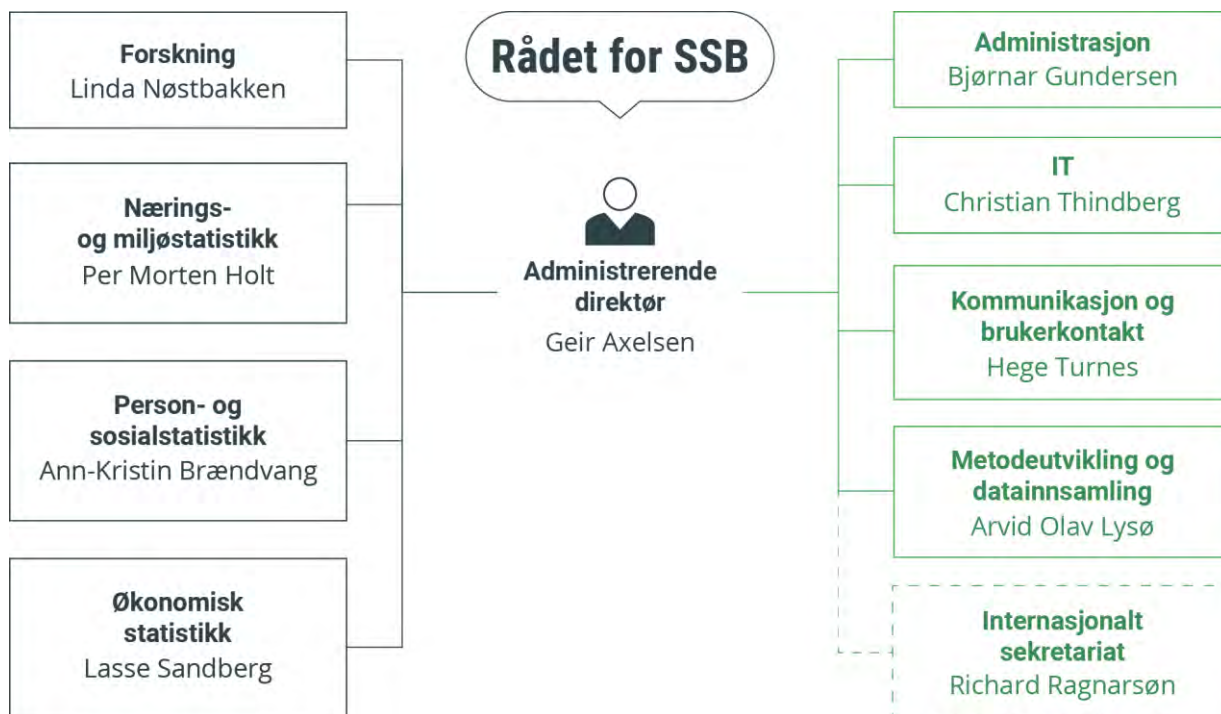 Rådet for SSB
Administrerende
direktør
Geir Axelsen
Forskning
Linda Nøstbakken
Nærings-
og miljøstatistikk
Per Morten Holt
Person- og
sosialstatistikk
Ann-Kristin Brændvang
Økonomisk
statistikk
Lasse Sandberg
Administrasjon
Bjørnar Gundersen
IT
Christian Thindberg
Kommunikasjon og
brukerkontakt
Hege Turnes
Metodeutvikling og
datainnsamling
Arvid Olav Lysø
Internasjonalt
sekretariat
Richard Ragnarsøn